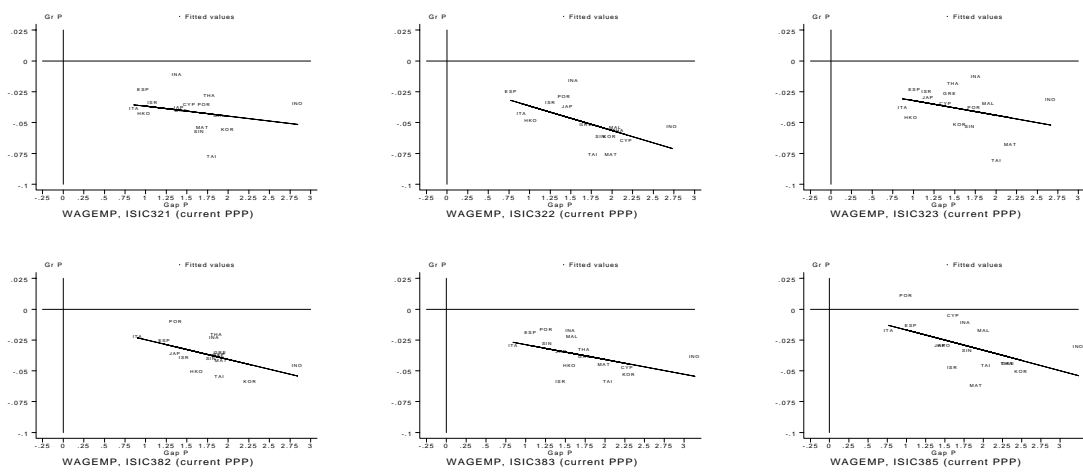 Gr P · Fitted values
.025
0
-.025
-.05
-.075
-.1
INA
ESP
THA
ISR CYP POR INO
ITA
HKO
MAT
SIN KOR
TAI
-.25 0 .25 .5 .75 1 1.25 1.5 1.75 2 2.25 2.5 2.75 3
Gap P
WAGEMP, ISIC321 (current PPP)
Gr P · Fitted values
.025
0
-.025
-.05
-.075
-.1
INA
ESP
POR
ISR
JAP
ITA
HKO
MAL INO
CYP
TAI MAT
-.25 0 .25 .5 .75 1 1.25 1.5 1.75 2 2.25 2.5 2.75 3
Gap P
WAGEMP, ISIC322 (current PPP)
Gr P · Fitted values
.025
0
-.025
-.05
-.075
-.1
INA
THA
ESP ISR
GRE
JAP INO
CYP MAL
ITA POR
HKO
KOR SIN
MAT
TAI
-.25 0 .25 .5 .75 1 1.25 1.5 1.75 2 2.25 2.5 2.75 3
Gap P
WAGEMP, ISIC323 (current PPP)
Gr P · Fitted values
.025
0
-.025
-.05
-.075
-.1
POR
THA
ITA INA
ESP
JAP GRE
ISR
INO
HKO
TAI
KOR
-.25 0 .25 .5 .75 1 1.25 1.5 1.75 2 2.25 2.5 2.75 3
Gap P
WAGEMP, ISIC382 (current PPP)
Gr P · Fitted values
.025
0
-.025
-.05
-.075
-.1
POR INA
ESP
MAL
SIN
ITA
THA
INO
HKO MAT
CYP
KOR
ISR TAI
-.25 0 .25 .5 .75 1 1.25 1.5 1.75 2 2.25 2.5 2.75 3
Gap P
WAGEMP, ISIC383 (current PPP)
Gr P · Fitted values
.025
0
-.025
-.05
-.075
-.1
POR
CYP
INA
ESP
ITA MAL
INO
SIN
ISR TAI
KOR
MAT
-.25 0 .25 .5 .75 1 1.25 1.5 1.75 2 2.25 2.5 2.75 3
Gap P
WAGEMP, ISIC385 (current PPP)